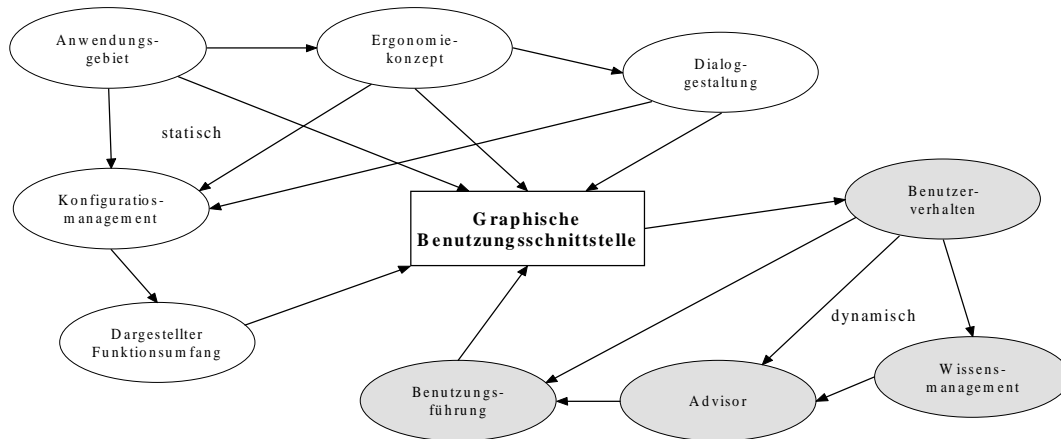 Anwendungs-
gebiet
Ergonomie-
konzept
Dialog-
gestaltung
statisch
Konfiguratios-
management
Graphische
Benutzungsschnittstelle
Benutzer-
verhalten
Dargestellter
Funktionsumfang
dynamisch
Benutzungs-
führung
Advisor
Wissens-
management